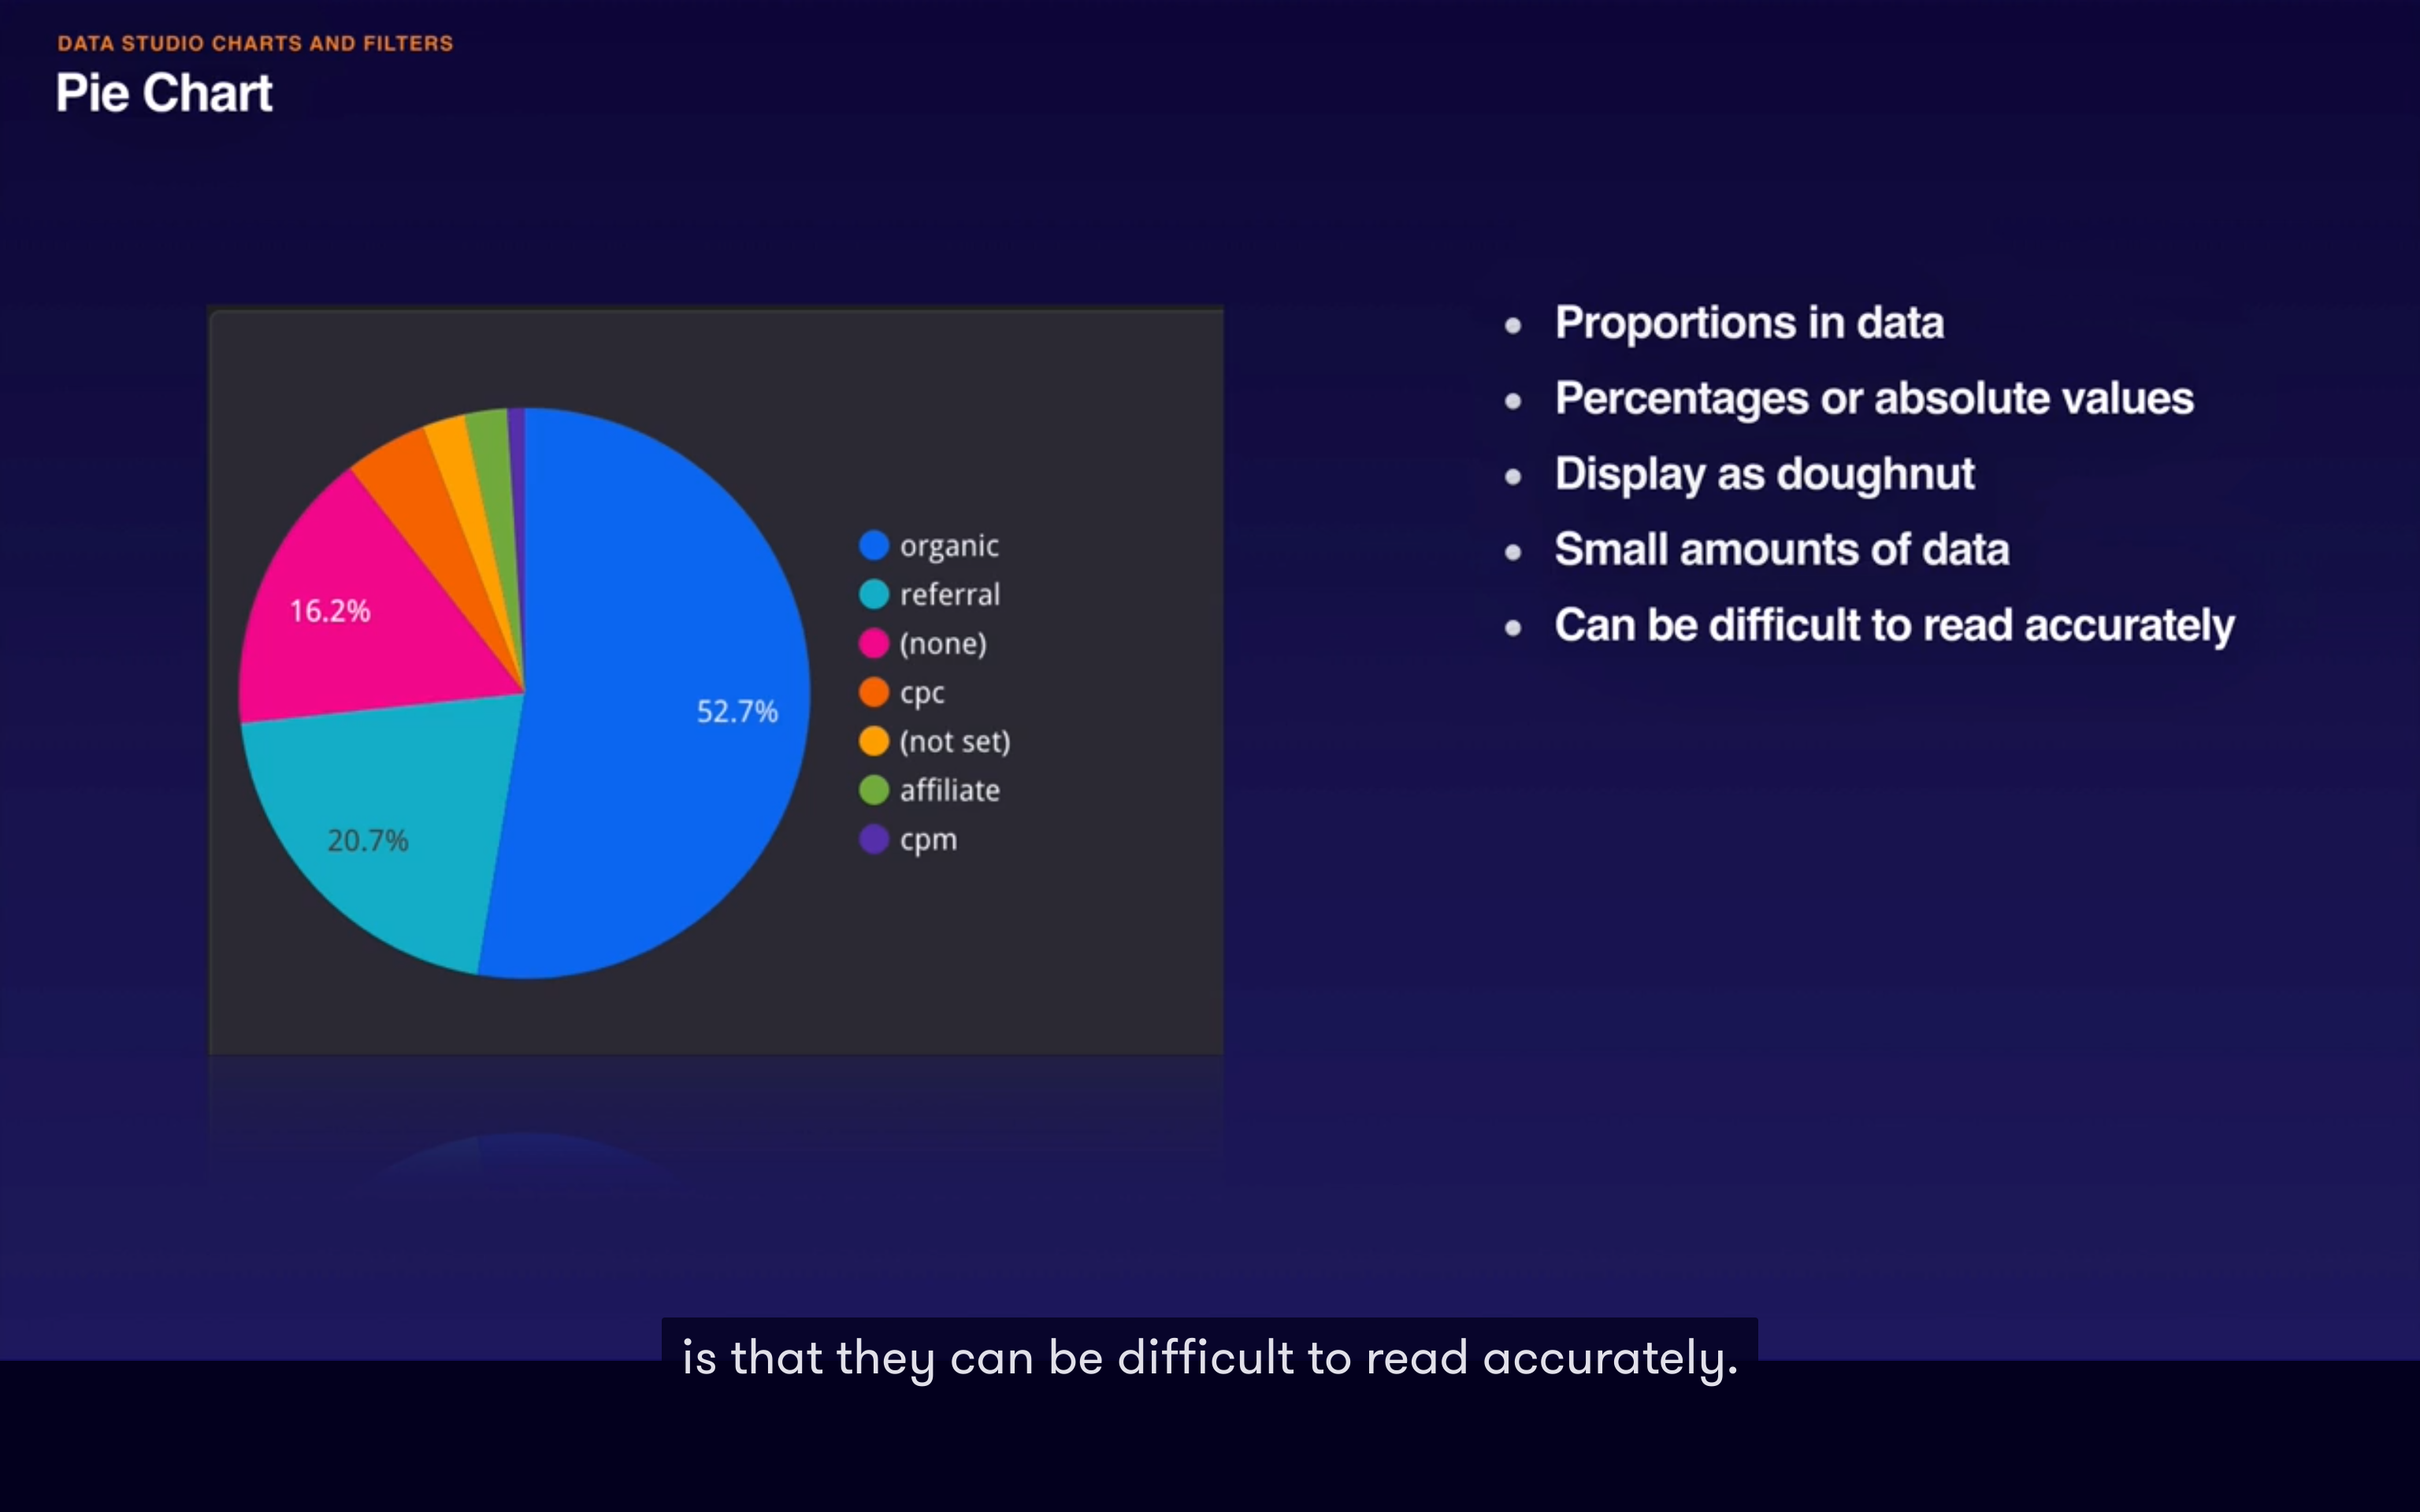 DATA STUDIO CHARTS AND FILTERS
Pie Chart
16.2%
52.7%
20.7%
organic
referral
(none)
cpc
(not set)
affiliate
cpm
• Proportions in data
• Percentages or absolute values
• Display as doughnut
• Small amounts of data
• Can be difficult to read accurately
is that they can be difficult to read accurately.